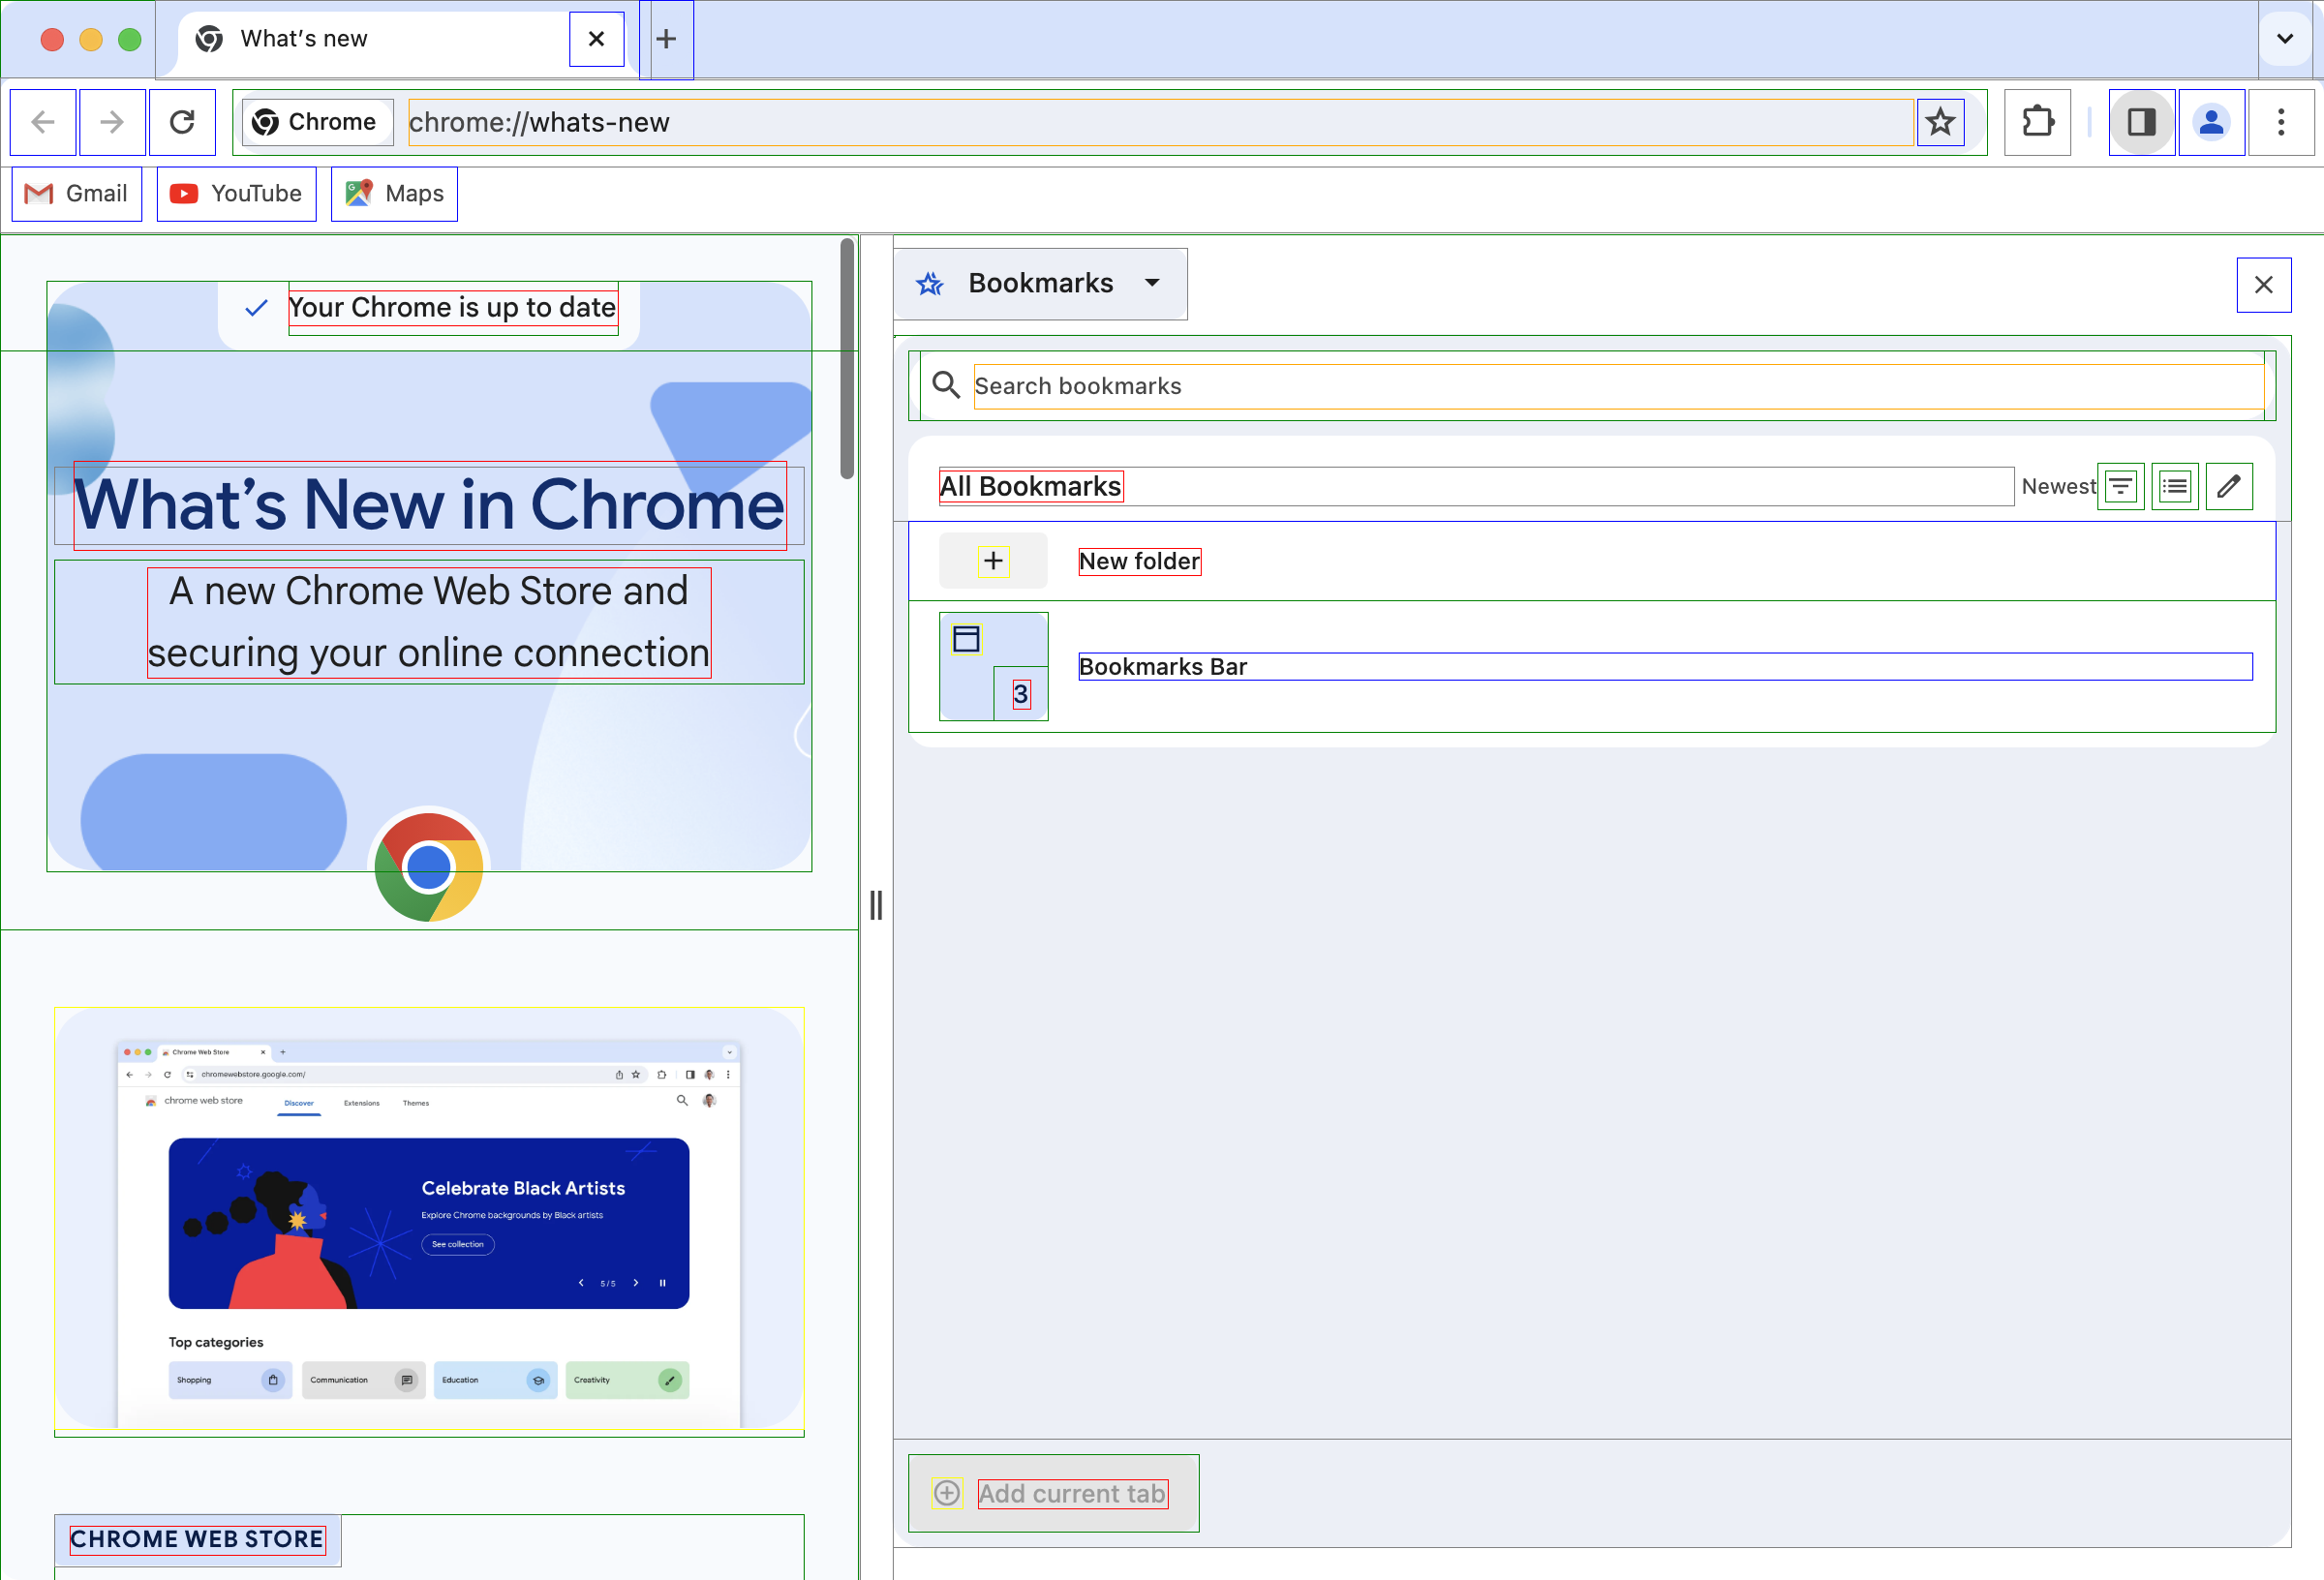 What's new
Chrome
chrome://whats-new
Gmail
YouTube
Maps
Your Chrome is up to date
What's New in Chrome
A new Chrome Web Store and
securing your online connection
Chrome Web Store
chromewebstore.google.com/
chrome web store
Discover
Extensions
Themes
Celebrate Black Artists
Explore Chrome backgrounds by Black artists
See collection
5/5
Top categories
Shopping
Communication
Education
Creativity
CHROME WEB STORE
Bookmarks
Search bookmarks
All Bookmarks
Newest
New folder
Bookmarks Bar
3
Add current tab